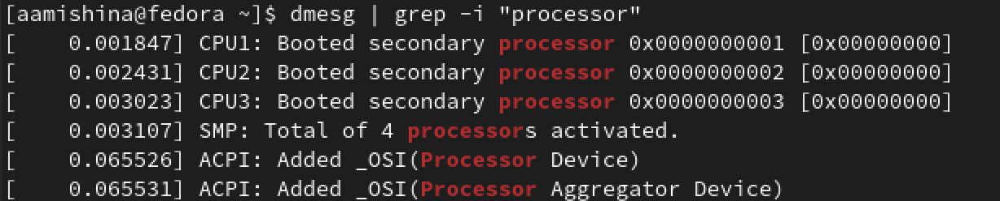 [aamishina@fedora ~]$ dmesg | grep -i "processor"
[    0.001847] CPU1: Booted secondary processor 0x0000000001 [0x00000000]
[    0.002431] CPU2: Booted secondary processor 0x0000000002 [0x00000000]
[    0.003023] CPU3: Booted secondary processor 0x0000000003 [0x00000000]
[    0.003107] SMP: Total of 4 processors activated.
[    0.065526] ACPI: Added _OSI(Processor Device)
[    0.065531] ACPI: Added _OSI(Processor Aggregator Device)